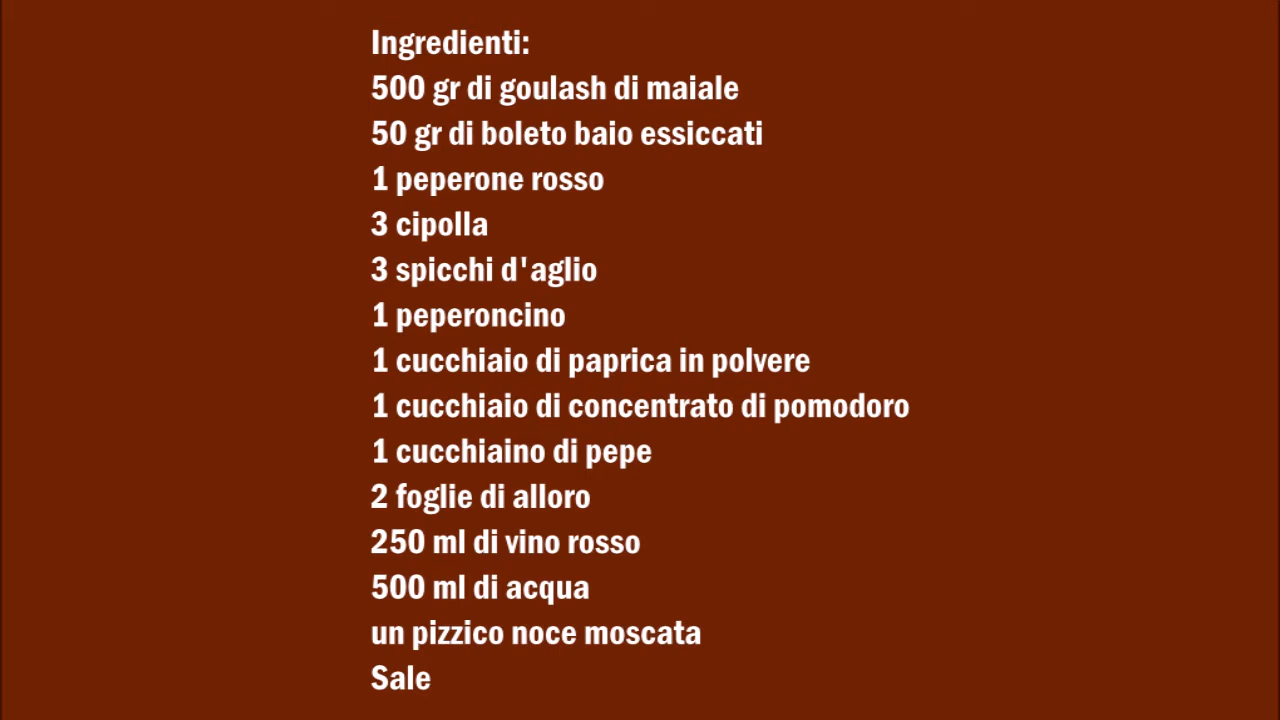 Ingredienti:
500 gr di goulash di maiale
50 gr di boleto baio essiccati
1 peperone rosso
3 cipolla
3 spicchi d'aglio
1 peperoncino
1 cucchiaio di paprica in polvere
1 cucchiaio di concentrato di pomodoro
1 cucchiaino di pepe
2 foglie di alloro
250 ml di vino rosso
500 ml di acqua
un pizzico noce moscata
Sale